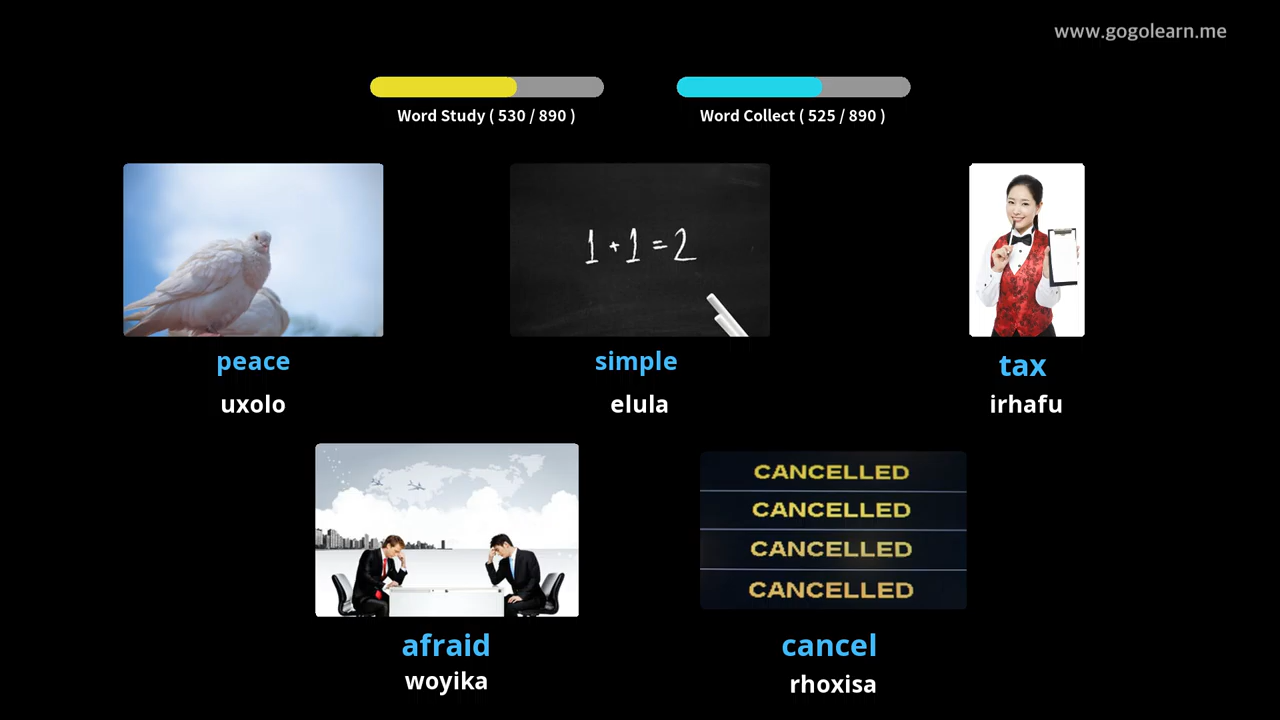 www.gogolearn.me
Word Study ( 530 / 890 )
Word Collect ( 525 / 890 )
1+1=2
peace
simple
tax
uxolo
elula
irhafu
CANCELLED
CANCELLED
CANCELLED
CANCELLED
afraid
cancel
woyika
rhoxisa